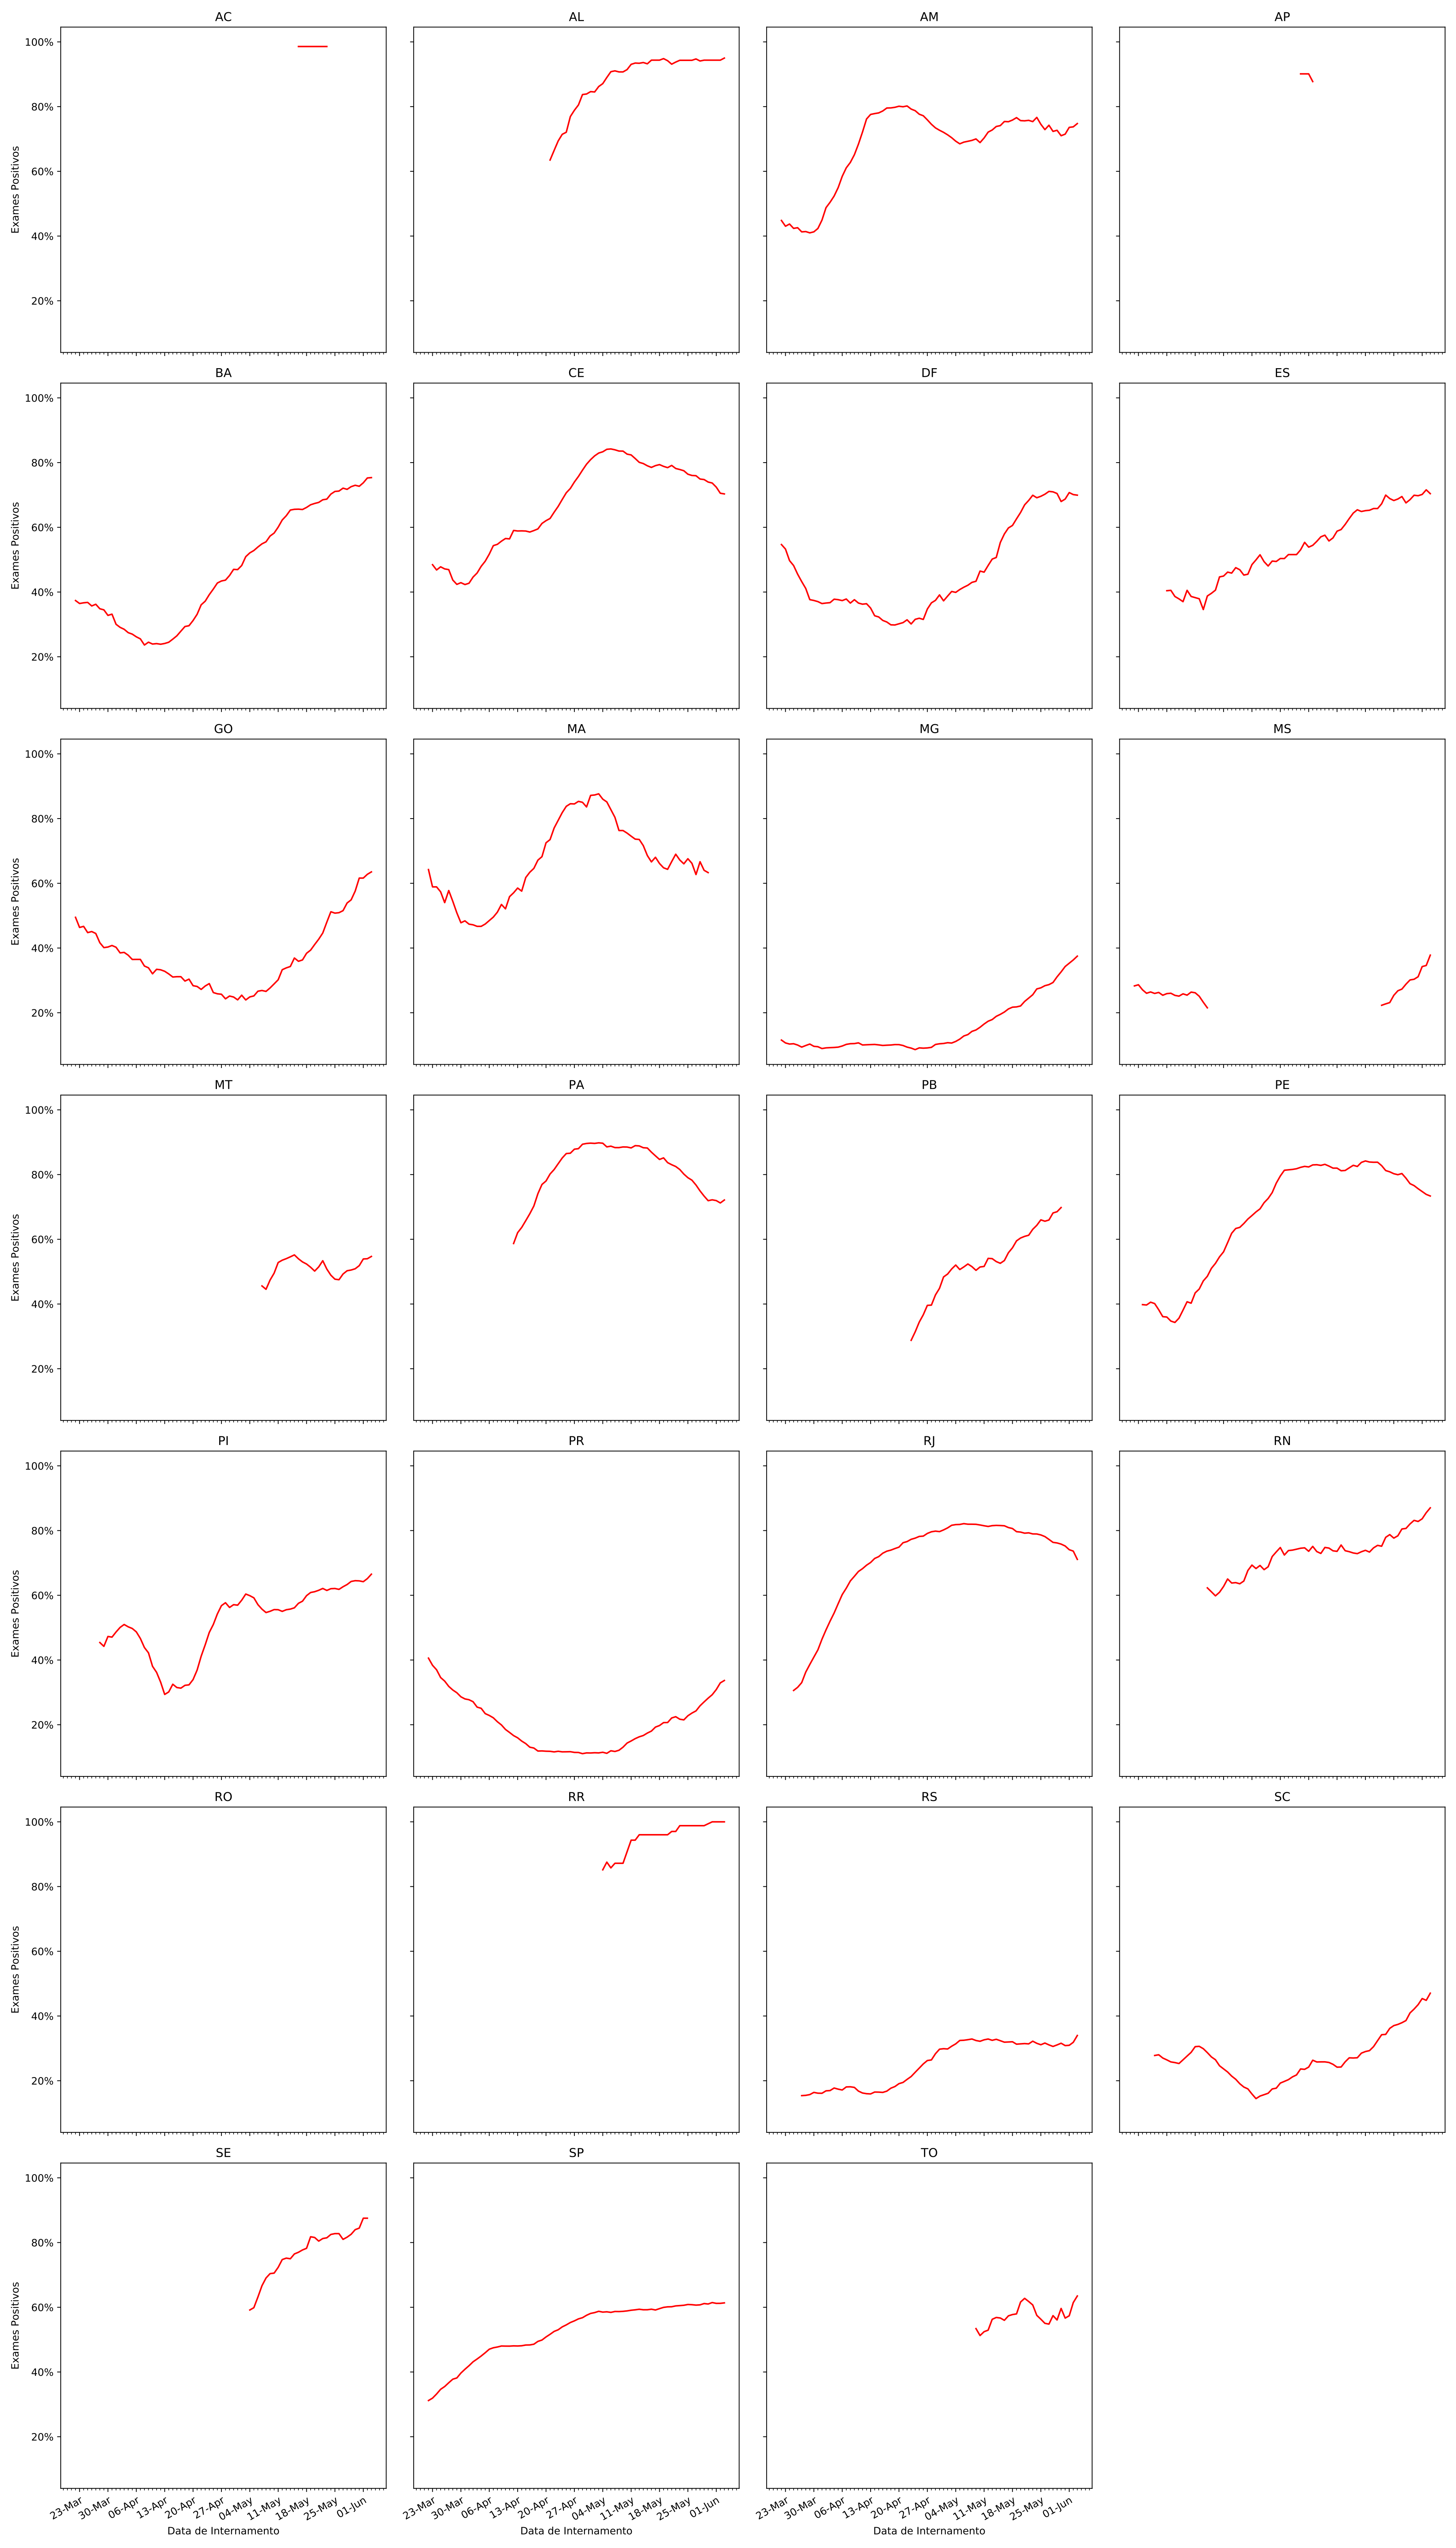 AC AL AM AP
100%
80%
60%
40%
20%
Exames Positivos
BA CE DF ES
100%
80%
60%
40%
20%
Exames Positivos
GO MA MG MS
100%
80%
60%
40%
20%
Exames Positivos
MT PA PB PE
100%
80%
60%
40%
20%
Exames Positivos
PI PR RJ RN
100%
80%
60%
40%
20%
Exames Positivos
RO RR RS SC
100%
80%
60%
40%
20%
Exames Positivos
SE SP TO
100%
80%
60%
40%
20%
Exames Positivos
23-Mar 30-Mar 06-Apr 13-Apr 20-Apr 27-Apr 04-May 11-May 18-May 25-May 01-Jun
23-Mar 30-Mar 06-Apr 13-Apr 20-Apr 27-Apr 04-May 11-May 18-May 25-May 01-Jun
23-Mar 30-Mar 06-Apr 13-Apr 20-Apr 27-Apr 04-May 11-May 18-May 25-May 01-Jun
Data de Internamento Data de Internamento Data de Internamento